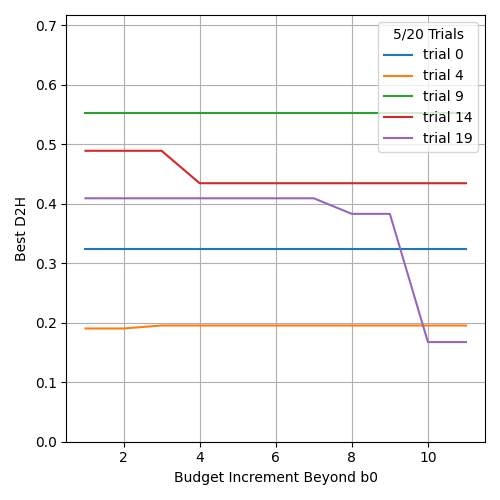 5/20 Trials
trial 0
trial 4
trial 9
trial 14
trial 19
Best D2H
0.7
0.6
0.5
0.4
0.3
0.2
0.1
0.0
2 4 6 8 10
Budget Increment Beyond b0